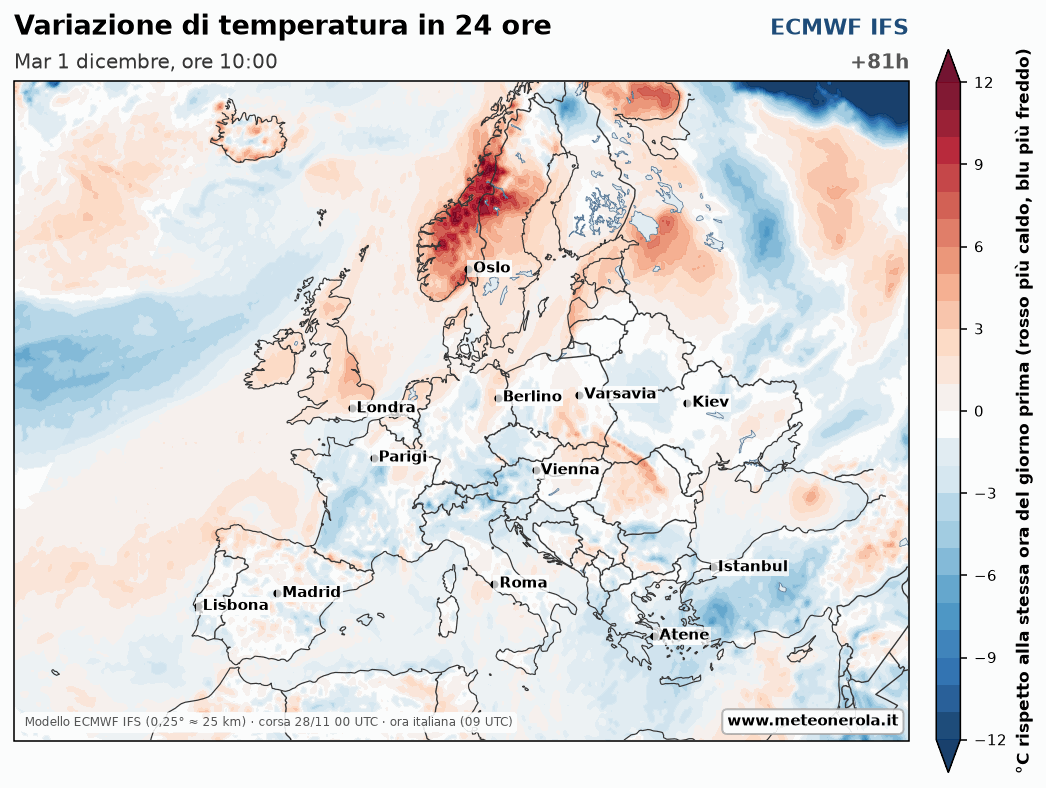 Variazione di temperatura in 24 ore
ECMWF IFS
Mar 1 dicembre, ore 10:00
+81h
Oslo
Londra
Berlino
Varsavia
Kiev
Parigi
Vienna
Istanbul
Roma
Madrid
Lisbona
Atene
Modello ECMWF IFS (0,25° ≈ 25 km) · corsa 28/11 00 UTC · ora italiana (09 UTC)
www.meteonerola.it
12
9
6
3
0
−3
−6
−9
−12
°C rispetto alla stessa ora del giorno prima (rosso più caldo, blu più freddo)